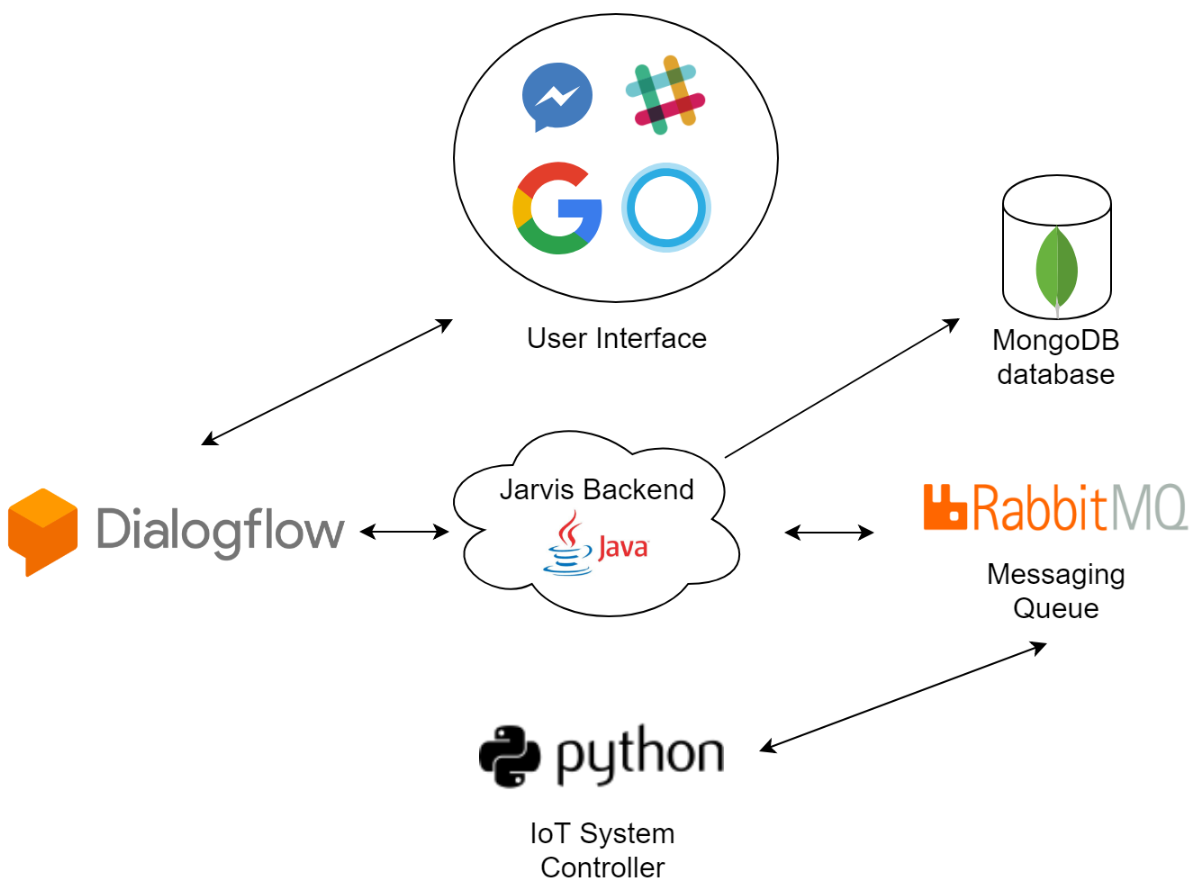 User Interface
MongoDB
database
Jarvis Backend
Java
Dialogflow
RabbitMQ
Messaging
Queue
python
IoT System
Controller